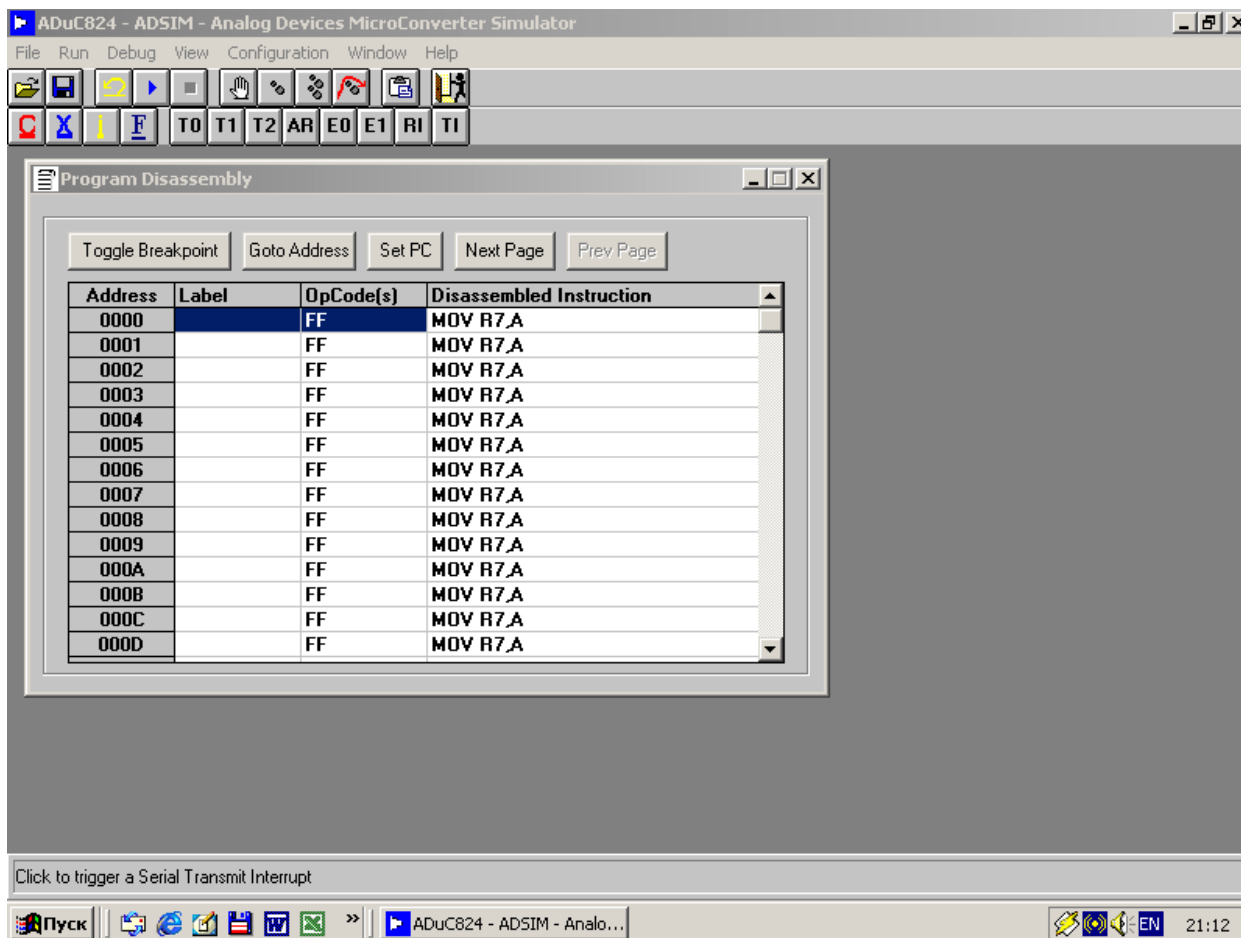 ADuC824 - ADSIM - Analog Devices MicroConverter Simulator
File Run Debug View Configuration Window Help
C X i F T0 T1 T2 AR E0 E1 RI TI
Program Disassembly
Toggle Breakpoint Goto Address Set PC Next Page Prev Page
Address Label OpCode(s) Disassembled Instruction
0000 FF MOV R7,A
0001 FF MOV R7,A
0002 FF MOV R7,A
0003 FF MOV R7,A
0004 FF MOV R7,A
0005 FF MOV R7,A
0006 FF MOV R7,A
0007 FF MOV R7,A
0008 FF MOV R7,A
0009 FF MOV R7,A
000A FF MOV R7,A
000B FF MOV R7,A
000C FF MOV R7,A
000D FF MOV R7,A
Click to trigger a Serial Transmit Interrupt
Пуск » ADuC824 - ADSIM - Analo... EN 21:12